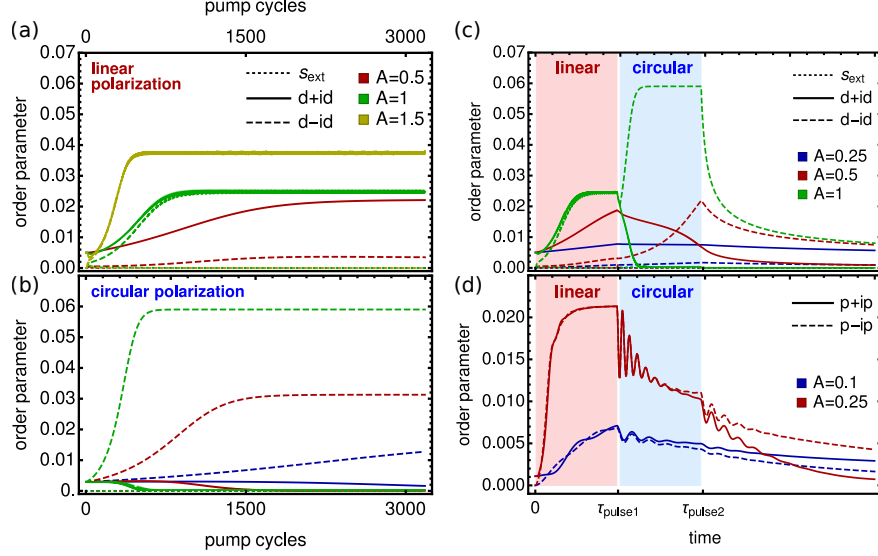 pump cycles
0 1500 3000
(a)
0.07
0.06
0.05
0.04
0.03
0.02
0.01
0.00
order parameter
linear
polarization
s_ext
d+id
d−id
A=0.5
A=1
A=1.5
(b)
circular polarization
0.06
0.05
0.04
0.03
0.02
0.01
0.
order parameter
0 1500 3000
pump cycles
(c)
0.07
0.06
0.05
0.04
0.03
0.02
0.01
0.00
order parameter
linear circular
s_ext
d+id
d−id
A=0.25
A=0.5
A=1
(d)
0.020
0.015
0.010
0.005
0.000
order parameter
linear circular
p+ip
p−ip
A=0.1
A=0.25
0 τpulse1 τpulse2
time